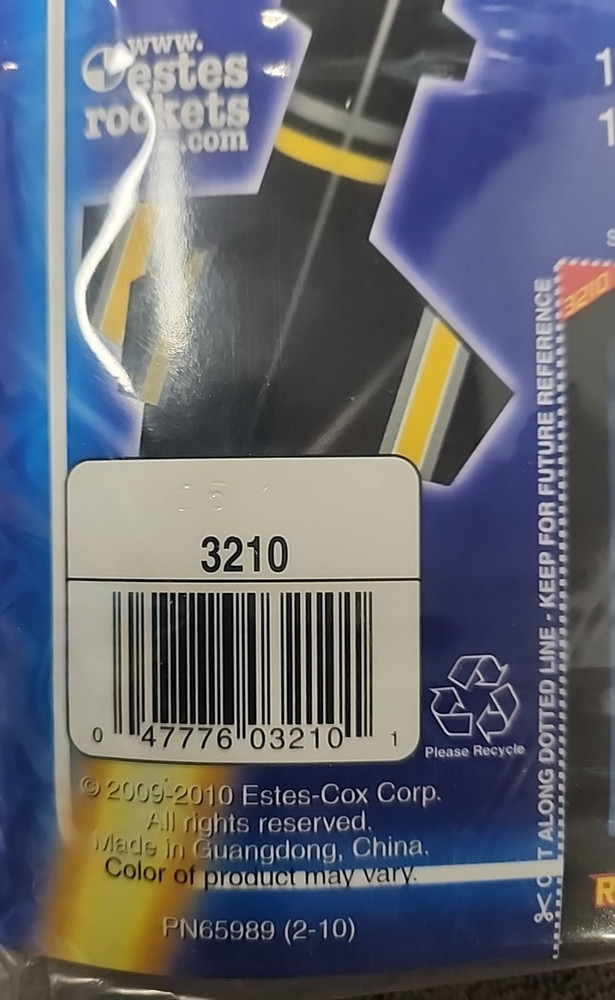 www.
estes
rockets
.com
3210
0 47776 03210 1
Please Recycle
© 2009-2010 Estes-Cox Corp.
All rights reserved.
Made in Guangdong, China.
Color of product may vary.
PN65989 (2-10)
CUT ALONG DOTTED LINE - KEEP FOR FUTURE REFERENCE
3210